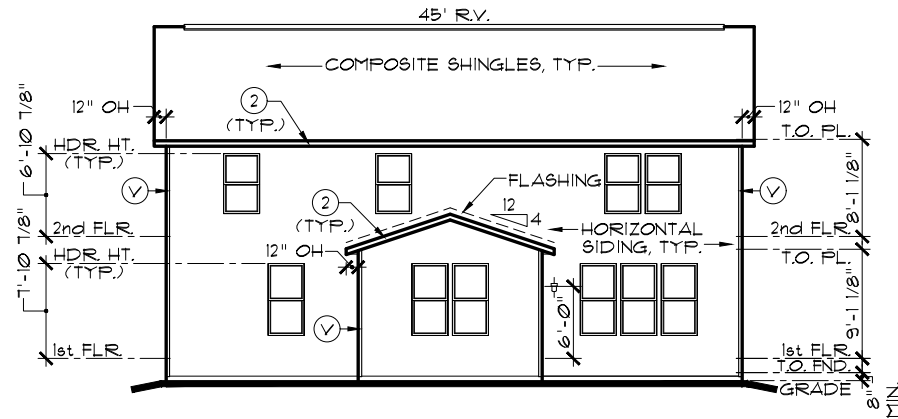 45' R.V.
COMPOSITE SHINGLES, TYP.
12" OH
2
(TYP.)
12" OH
T.O. PL.
HDR. HT.
(TYP.)
6'-10 7/8"
V
FLASHING
V
2
(TYP.)
12
4
8'-1 1/8"
2nd FLR.
HORIZONTAL
SIDING, TYP.
2nd FLR.
HDR. HT.
(TYP.)
12" OH
T.O. PL.
7'-10 7/8"
V
6'-0"
9'-1 1/8"
1st FLR.
1st FLR.
T.O. FND.
GRADE
8"
MIN.